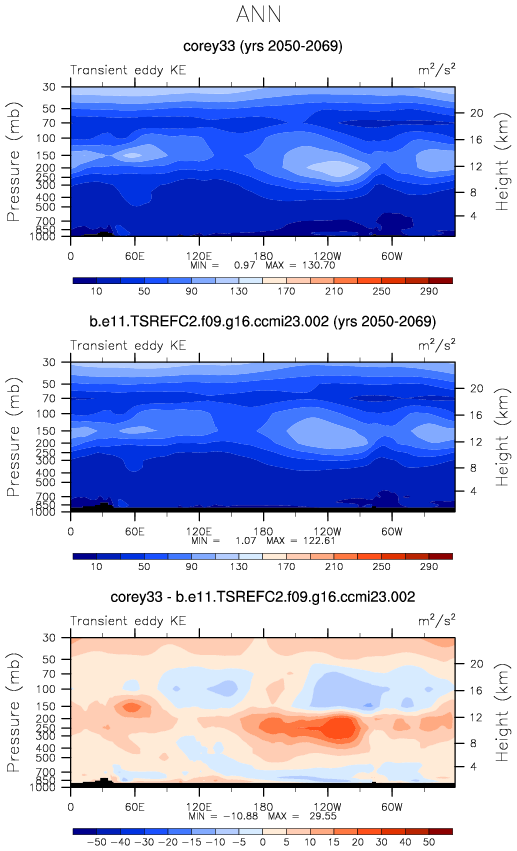 ANN
corey33 (yrs 2050-2069)
Transient eddy KE m²/s²
30
50
70
100
150
200
250
300
400
500
700
850
1000
Pressure (mb)
20
16
12
8
4
Height (km)
0 60E 120E 180 120W 60W
MIN = 0.97 MAX = 130.70
10 50 90 130 170 210 250 290
b.e11.TSREFC2.f09.g16.ccmi23.002 (yrs 2050-2069)
Transient eddy KE m²/s²
30
50
70
100
150
200
250
300
400
500
700
850
1000
Pressure (mb)
20
16
12
8
4
Height (km)
0 60E 120E 180 120W 60W
MIN = 1.07 MAX = 122.61
10 50 90 130 170 210 250 290
corey33 - b.e11.TSREFC2.f09.g16.ccmi23.002
Transient eddy KE m²/s²
30
50
70
100
150
200
250
300
400
500
700
850
1000
Pressure (mb)
20
16
12
8
4
Height (km)
0 60E 120E 180 120W 60W
MIN = −10.88 MAX = 29.55
−50 −40 −30 −20 −15 −10 −5 0 5 10 15 20 30 40 50